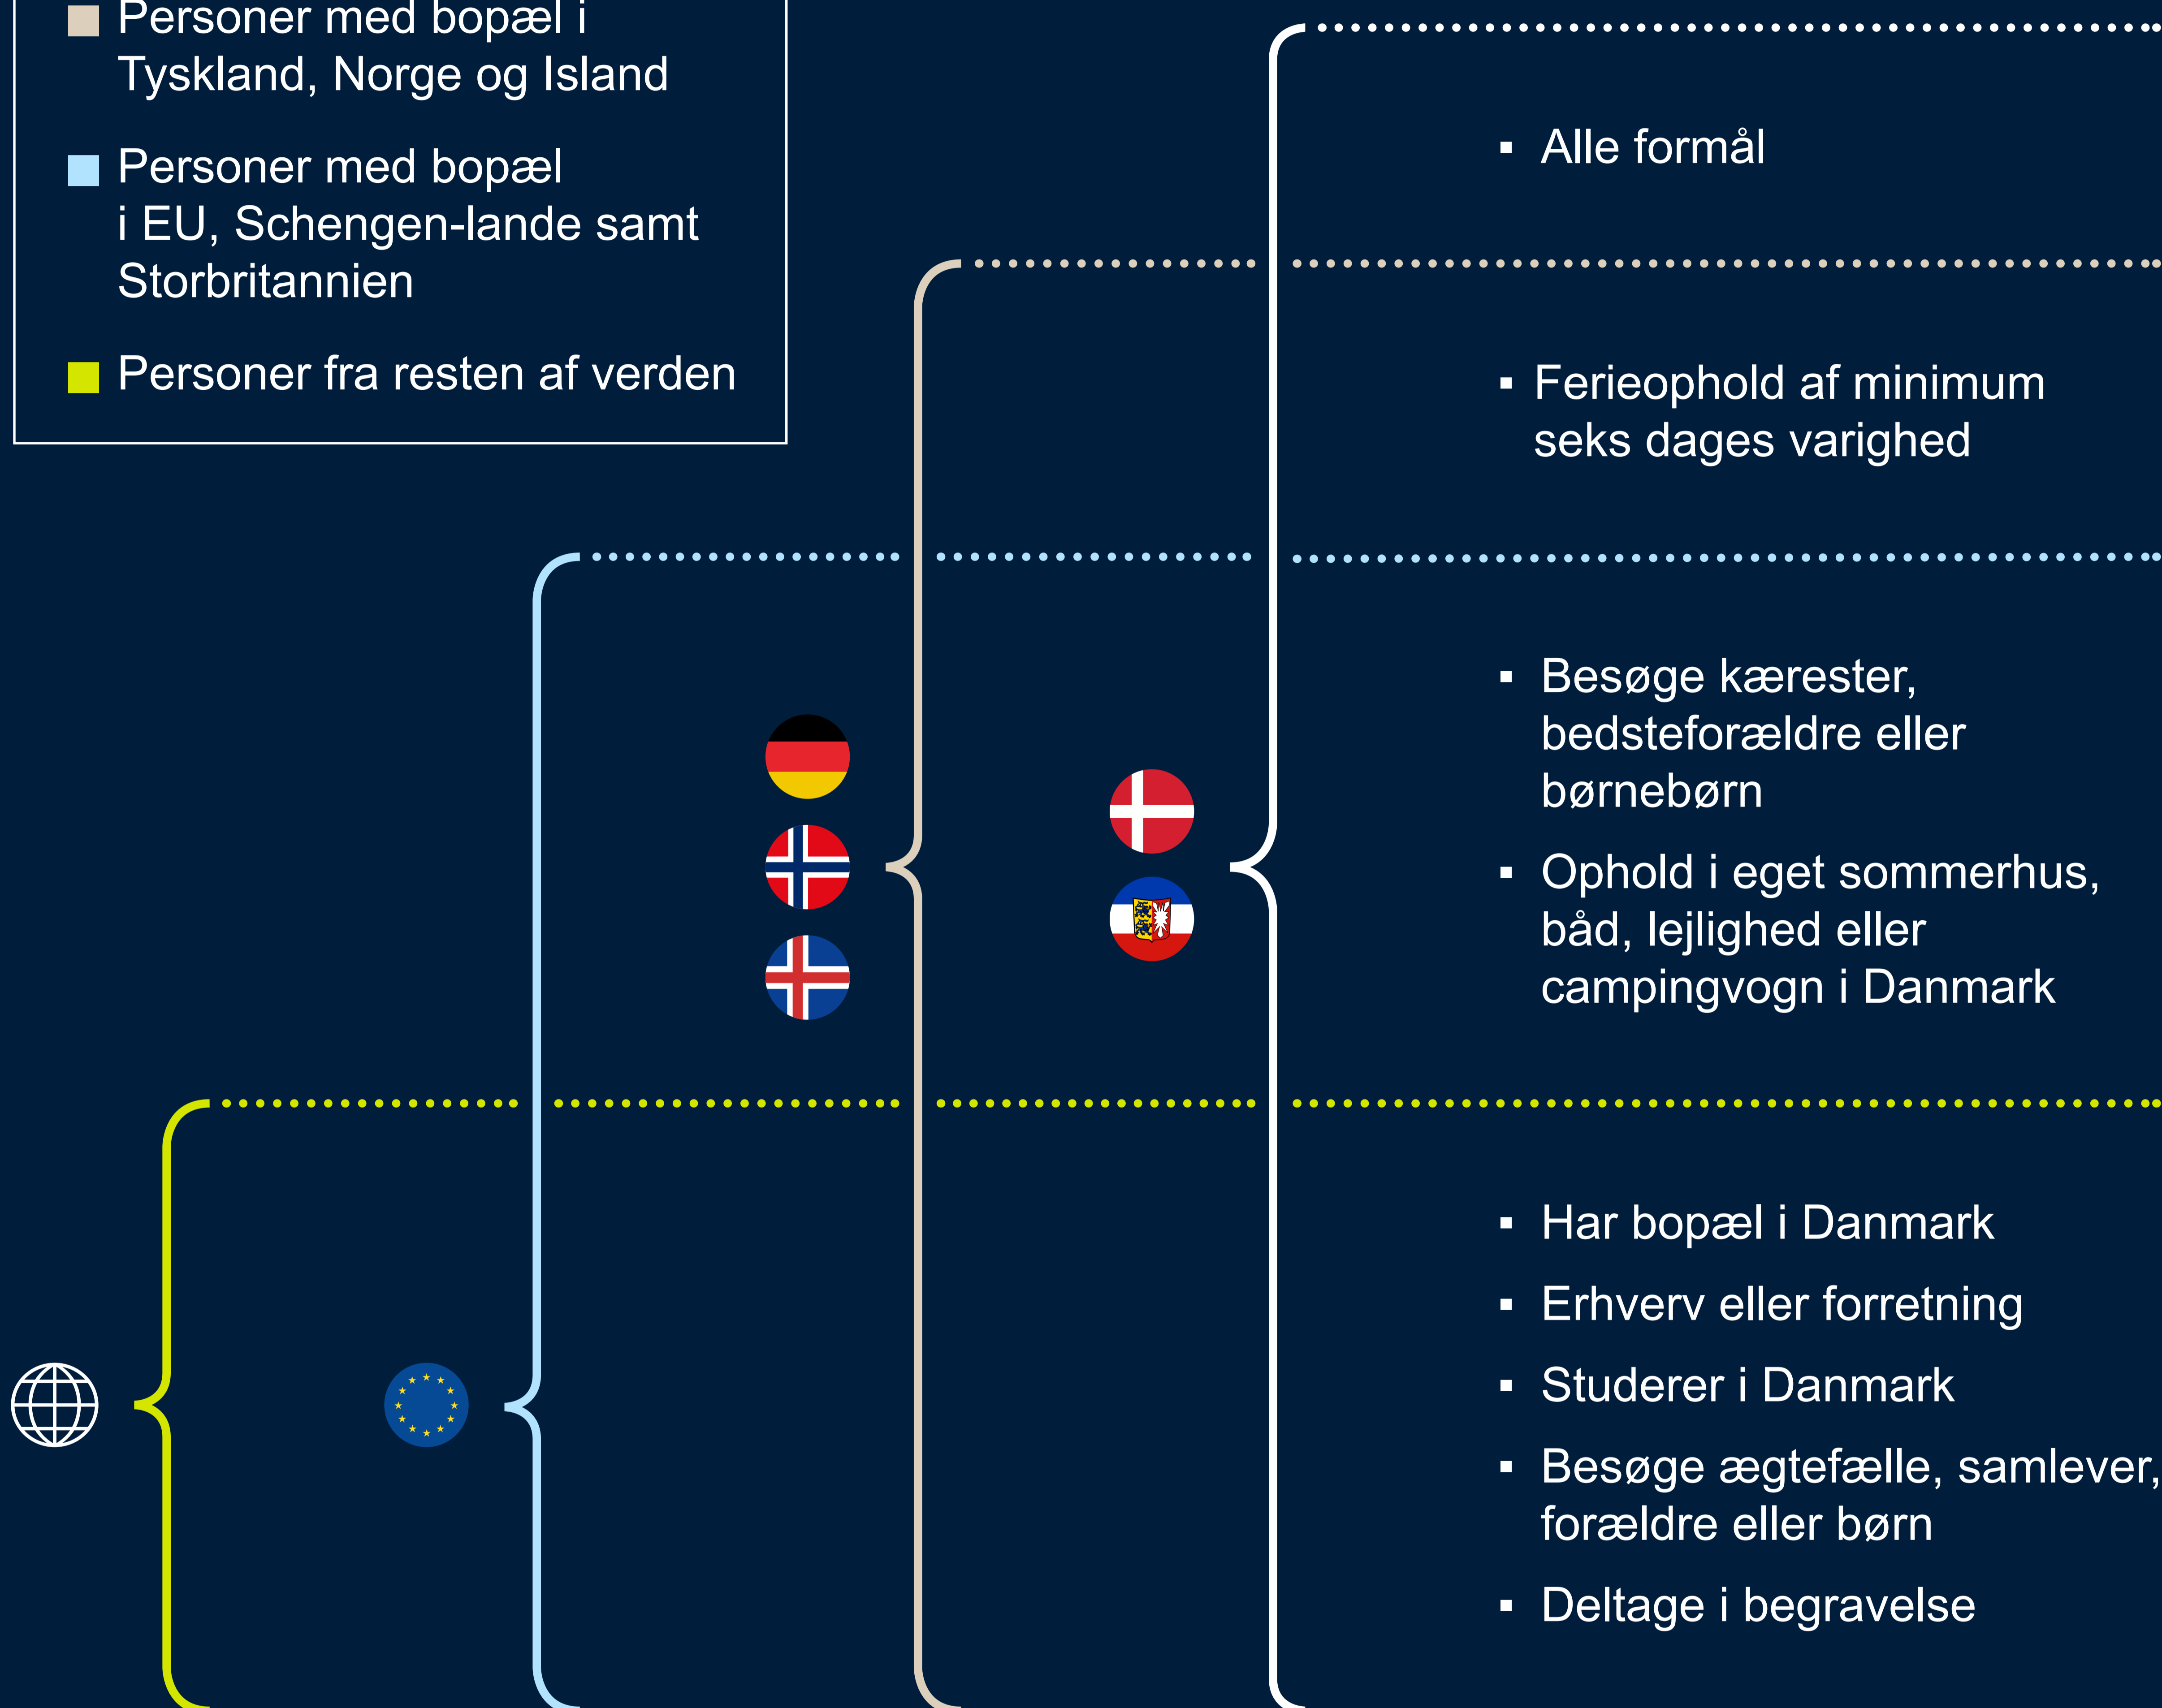 Personer med bopæl i
Tyskland, Norge og Island
Personer med bopæl
i EU, Schengen-lande samt
Storbritannien
Personer fra resten af verden
▪ Alle formål
▪ Ferieophold af minimum
seks dages varighed
▪ Besøge kærester,
bedsteforældre eller
børnebørn
▪ Ophold i eget sommerhus,
båd, lejlighed eller
campingvogn i Danmark
▪ Har bopæl i Danmark
▪ Erhverv eller forretning
▪ Studerer i Danmark
▪ Besøge ægtefælle, samlever,
forældre eller børn
▪ Deltage i begravelse